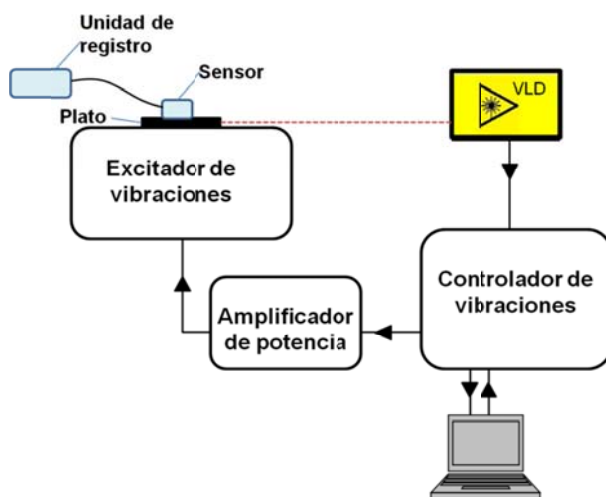 Unidad de
registro
Sensor
Plato
VLD
Excitador de
vibraciones
Controlador de
vibraciones
Amplificador
de potencia